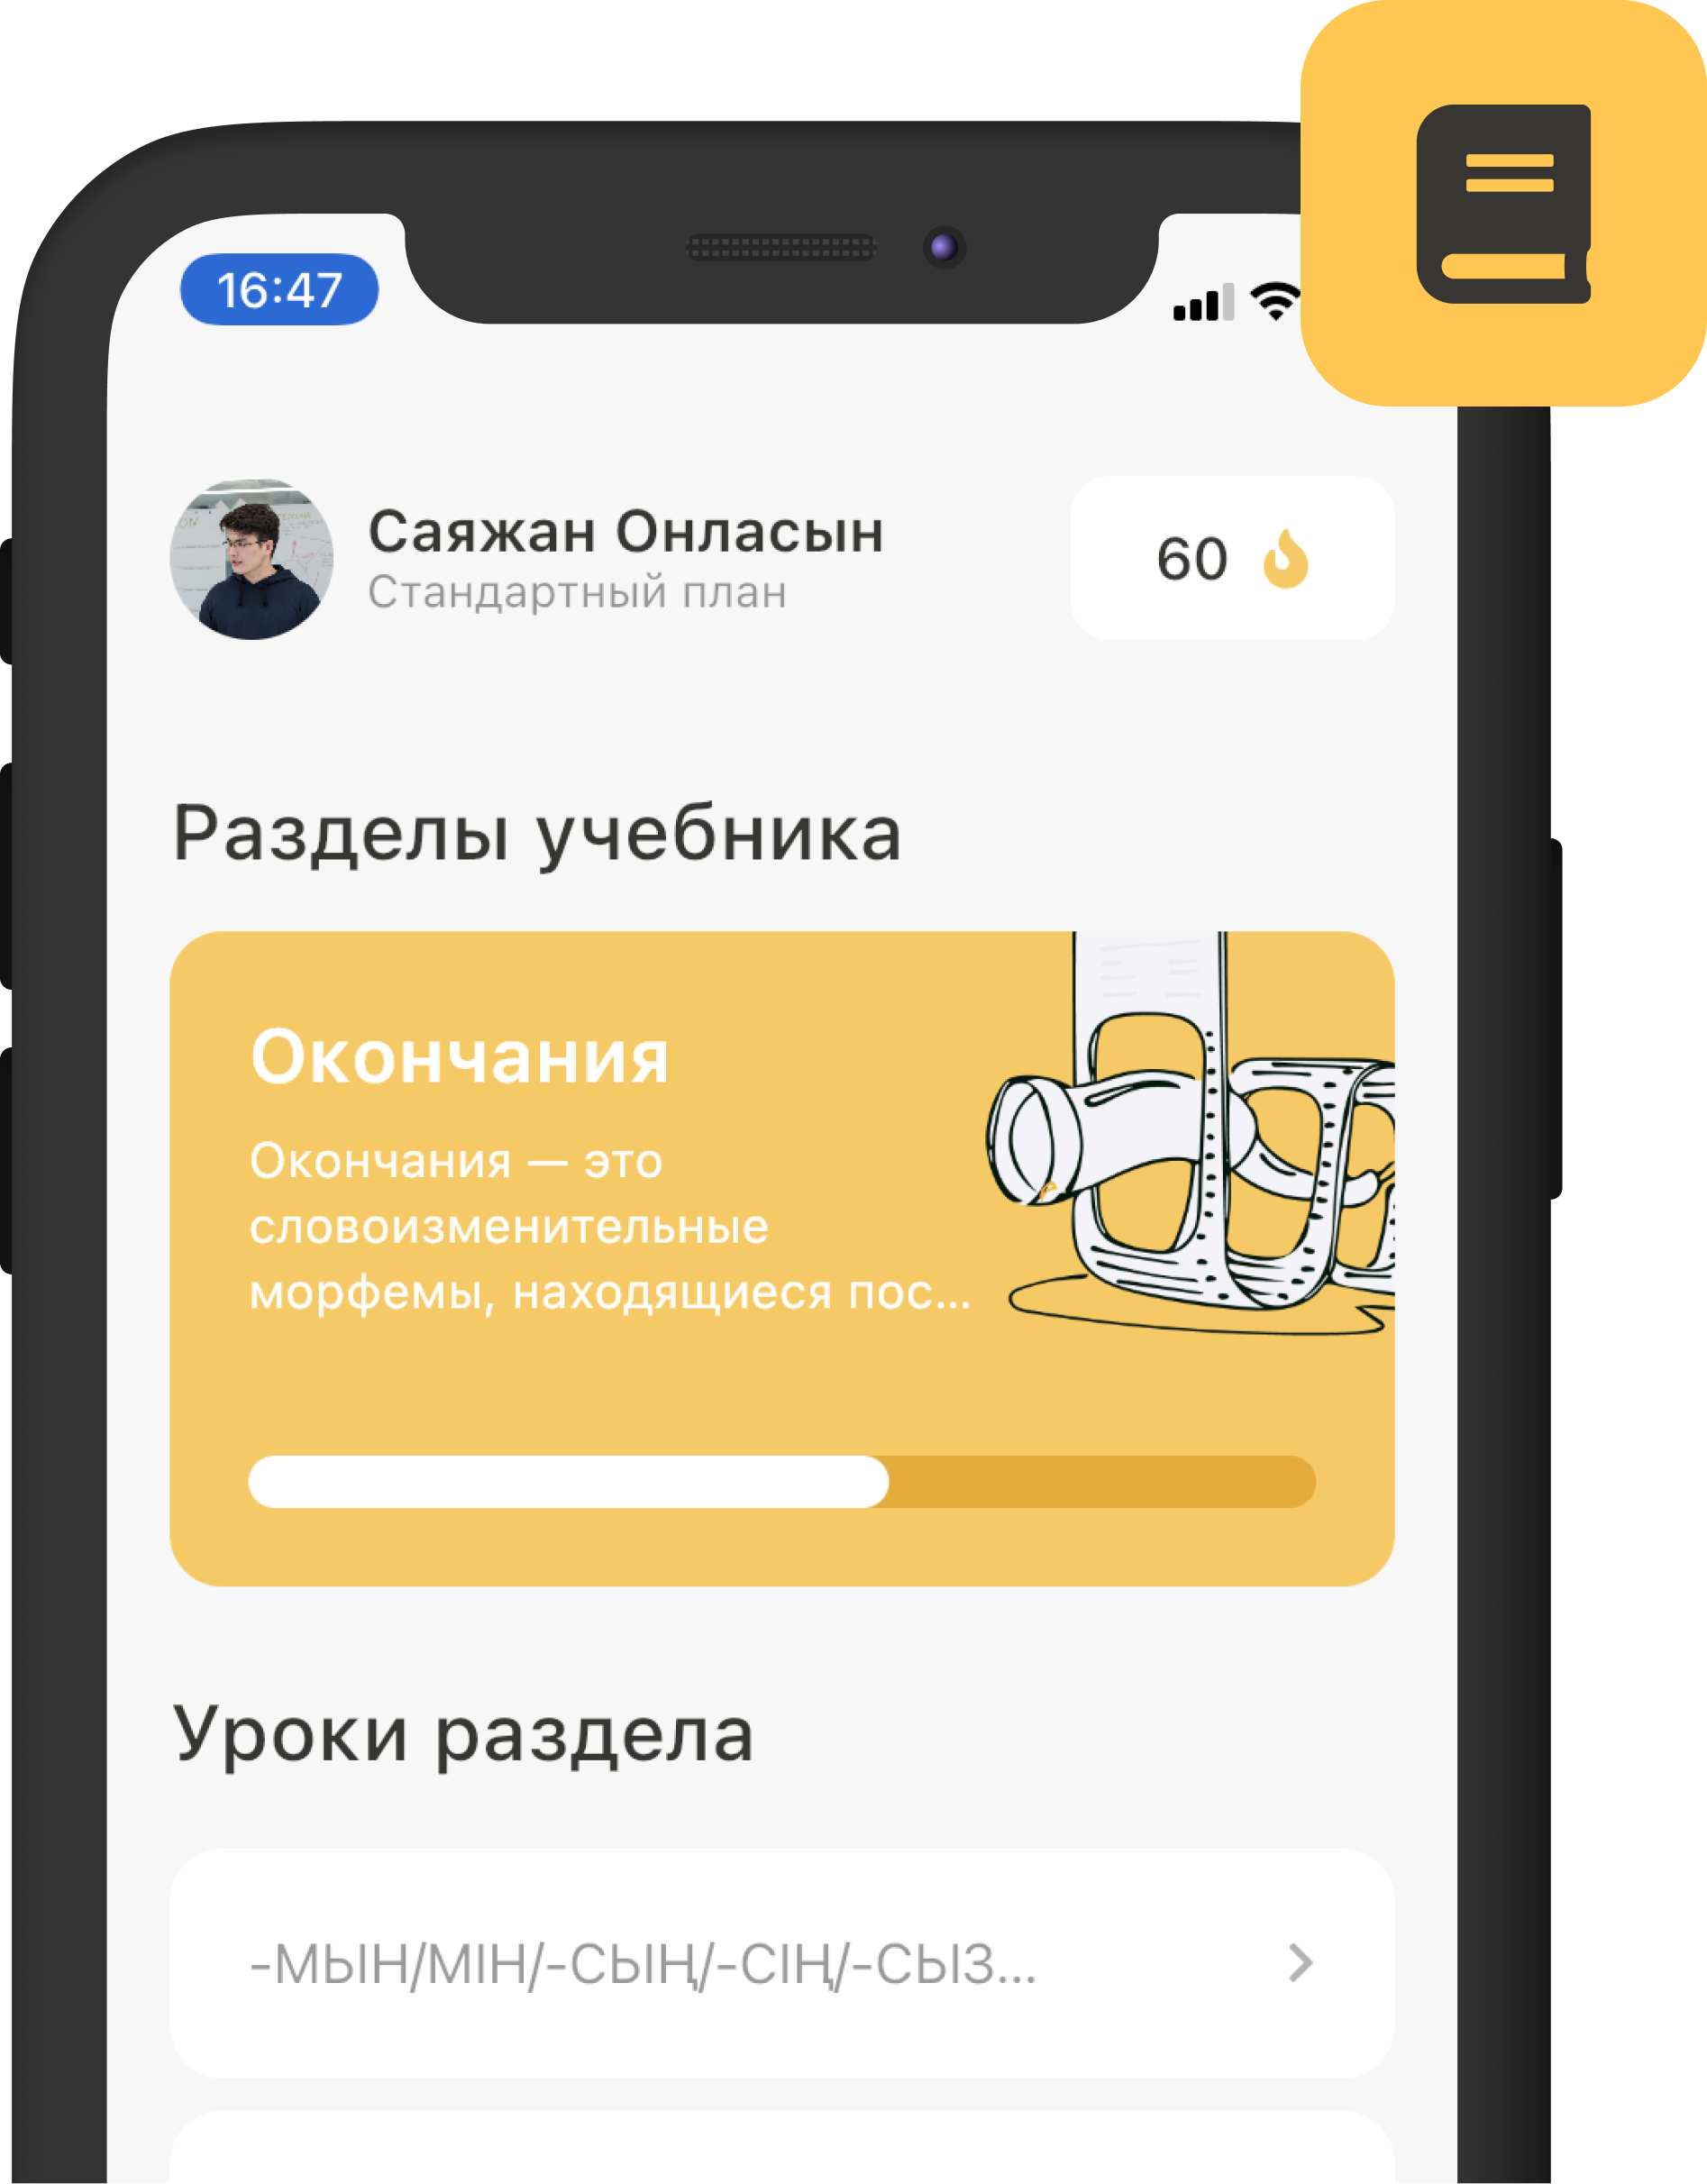 16:47
Саяжан Онласын
Стандартный план
60
Разделы учебника
Окончания
Окончания — это
словоизменительные
морфемы, находящиеся пос...
Уроки раздела
-МЫН/МІН/-СЫҢ/-СІҢ/-СЫЗ...